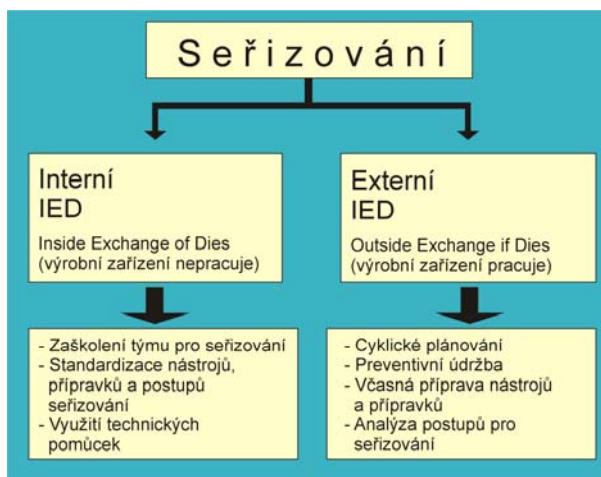 Seřizování
Interní
IED
Inside Exchange of Dies
(výrobní zařízení nepracuje)
Externí
IED
Outside Exchange if Dies
(výrobní zařízení pracuje)
- Zaškolení týmu pro seřizování
- Standardizace nástrojů,
přípravků a postupů
seřizování
- Využití technických
pomůcek
- Cyklické plánování
- Preventivní údržba
- Včasná příprava nástrojů
a přípravků
- Analýza postupů pro
seřizování